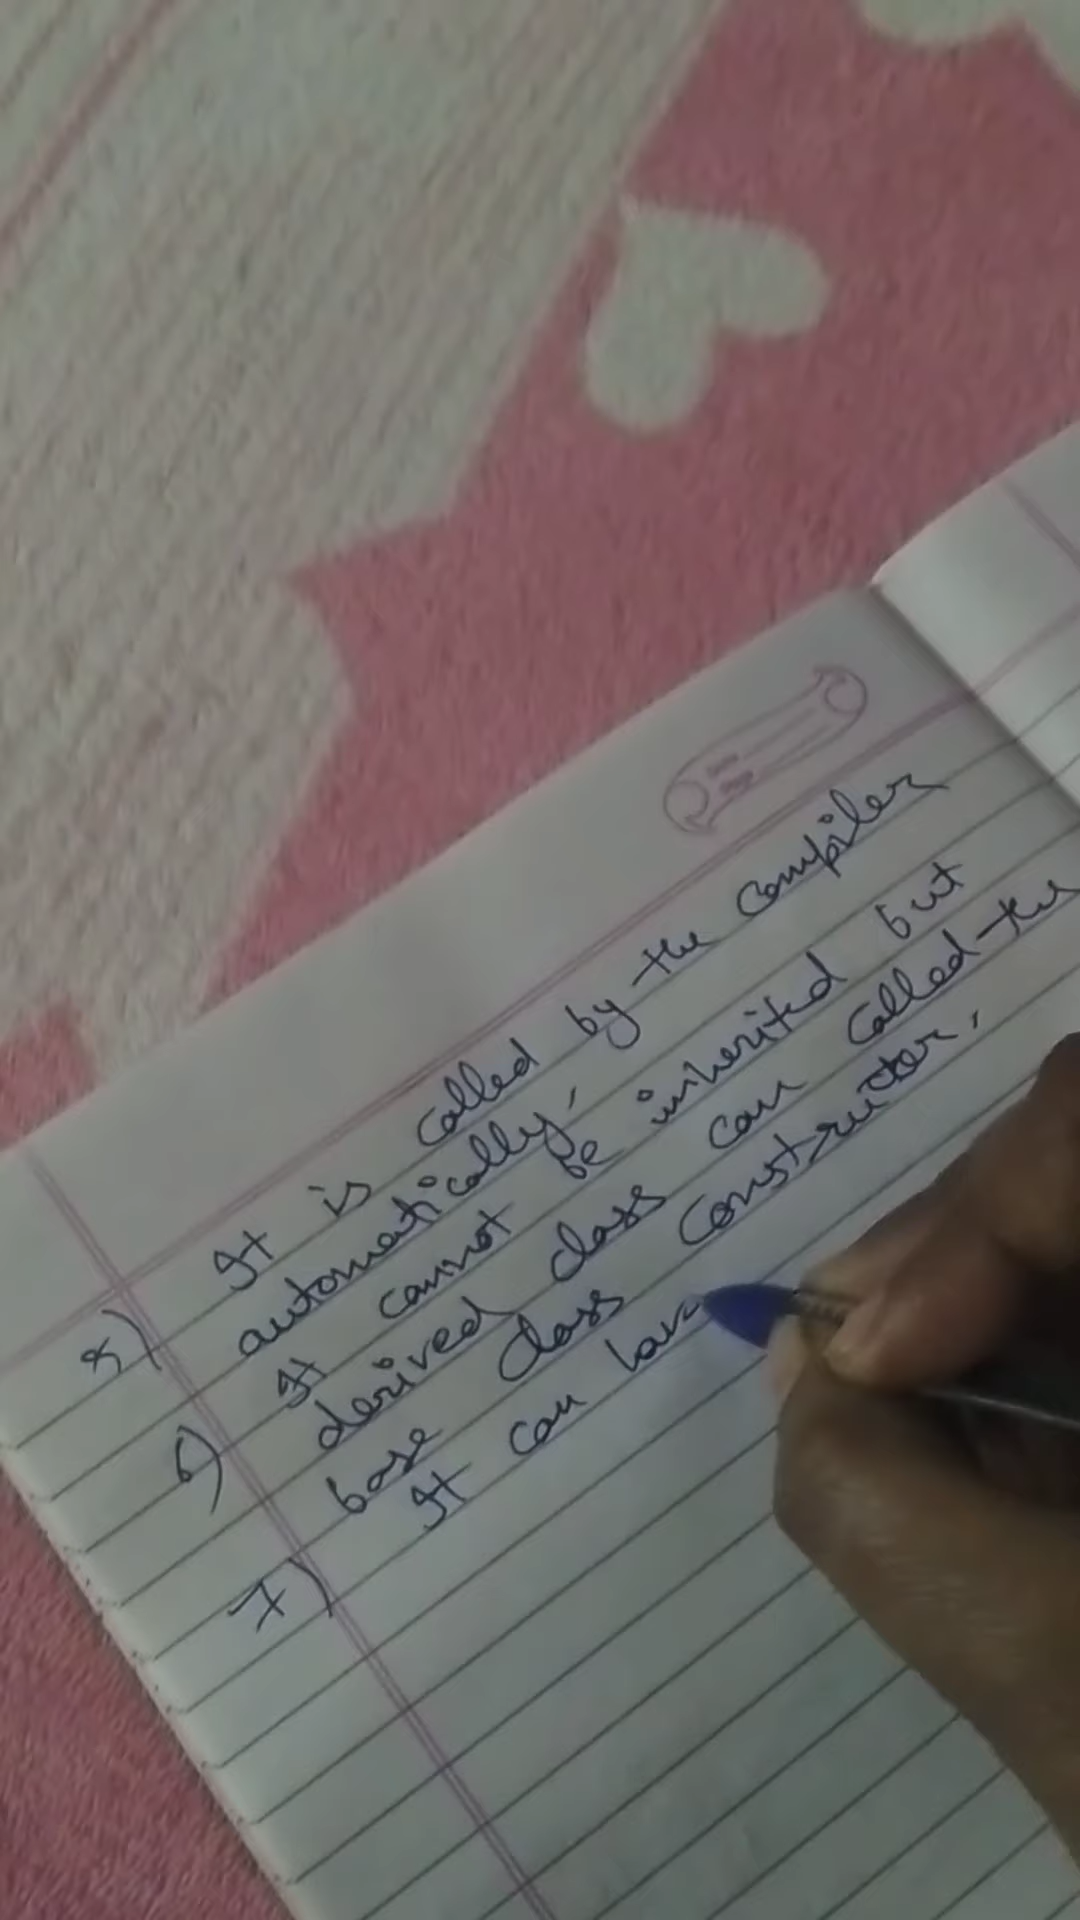 5) It is called by the compiler
automatically.
6) It cannot be inherited but
derived class can called the
base class constructor.
7) It can hav